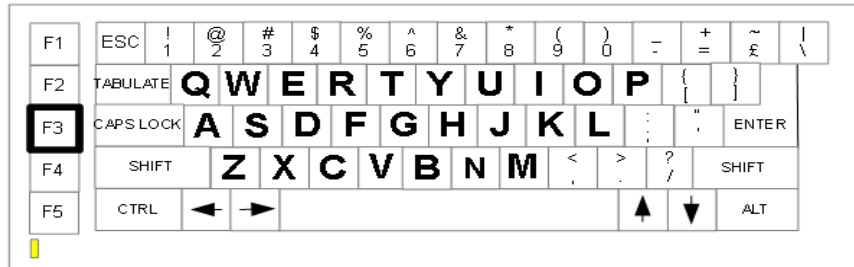 F1 ESC ! 1 @ 2 # 3 $ 4 % 5 ^ 6 & 7 * 8 ( 9 ) 0 _ - + = ~ £ | \
F2 TABULATE Q W E R T Y U I O P { [ } ]
F3 CAPS LOCK A S D F G H J K L : ; " ' ENTER
F4 SHIFT Z X C V B N M < , > . ? / SHIFT
F5 CTRL ALT